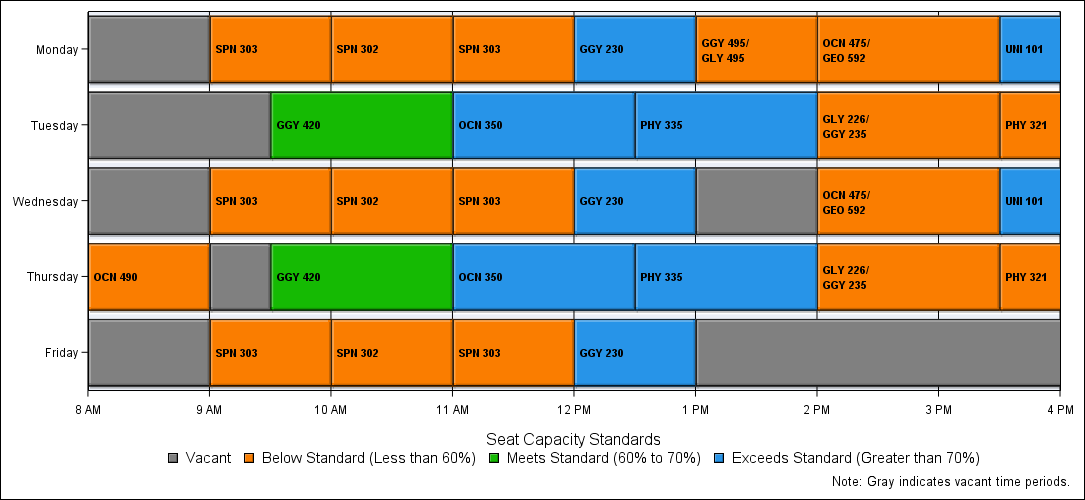 Monday
SPN 303
SPN 302
SPN 303
GGY 230
GGY 495/
GLY 495
OCN 475/
GEO 592
UNI 101
Tuesday
GGY 420
OCN 350
PHY 335
GLY 226/
GGY 235
PHY 321
Wednesday
SPN 303
SPN 302
SPN 303
GGY 230
OCN 475/
GEO 592
UNI 101
Thursday
OCN 490
GGY 420
OCN 350
PHY 335
GLY 226/
GGY 235
PHY 321
Friday
SPN 303
SPN 302
SPN 303
GGY 230
8 AM 9 AM 10 AM 11 AM 12 PM 1 PM 2 PM 3 PM 4 PM
Seat Capacity Standards
Vacant Below Standard (Less than 60%) Meets Standard (60% to 70%) Exceeds Standard (Greater than 70%)
Note: Gray indicates vacant time periods.